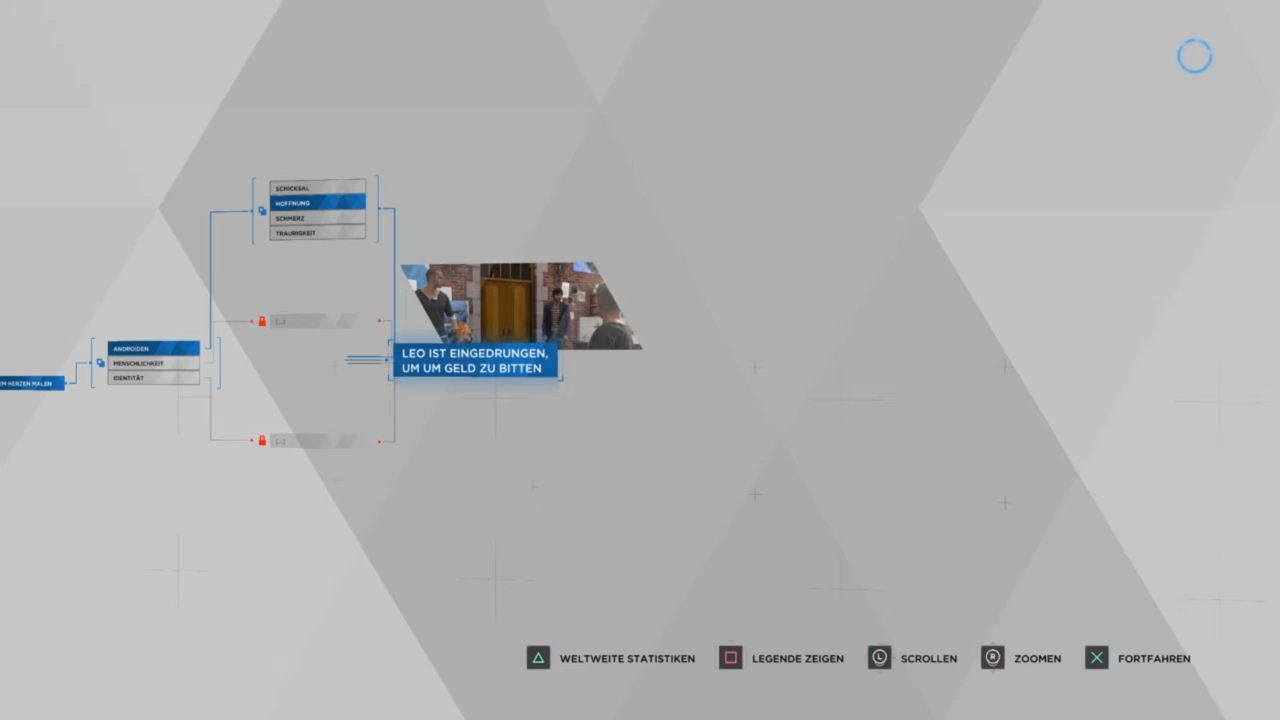 SCHICKSAL
HOFFNUNG
SCHMERZ
TRAURIGKEIT
[...]
ANDROIDEN
MENSCHLICHKEIT
IDENTITÄT
EM HERZEN MALEN
LEO IST EINGEDRUNGEN,
UM UM GELD ZU BITTEN
[...]
WELTWEITE STATISTIKEN
LEGENDE ZEIGEN
L SCROLLEN
R ZOOMEN
FORTFAHREN